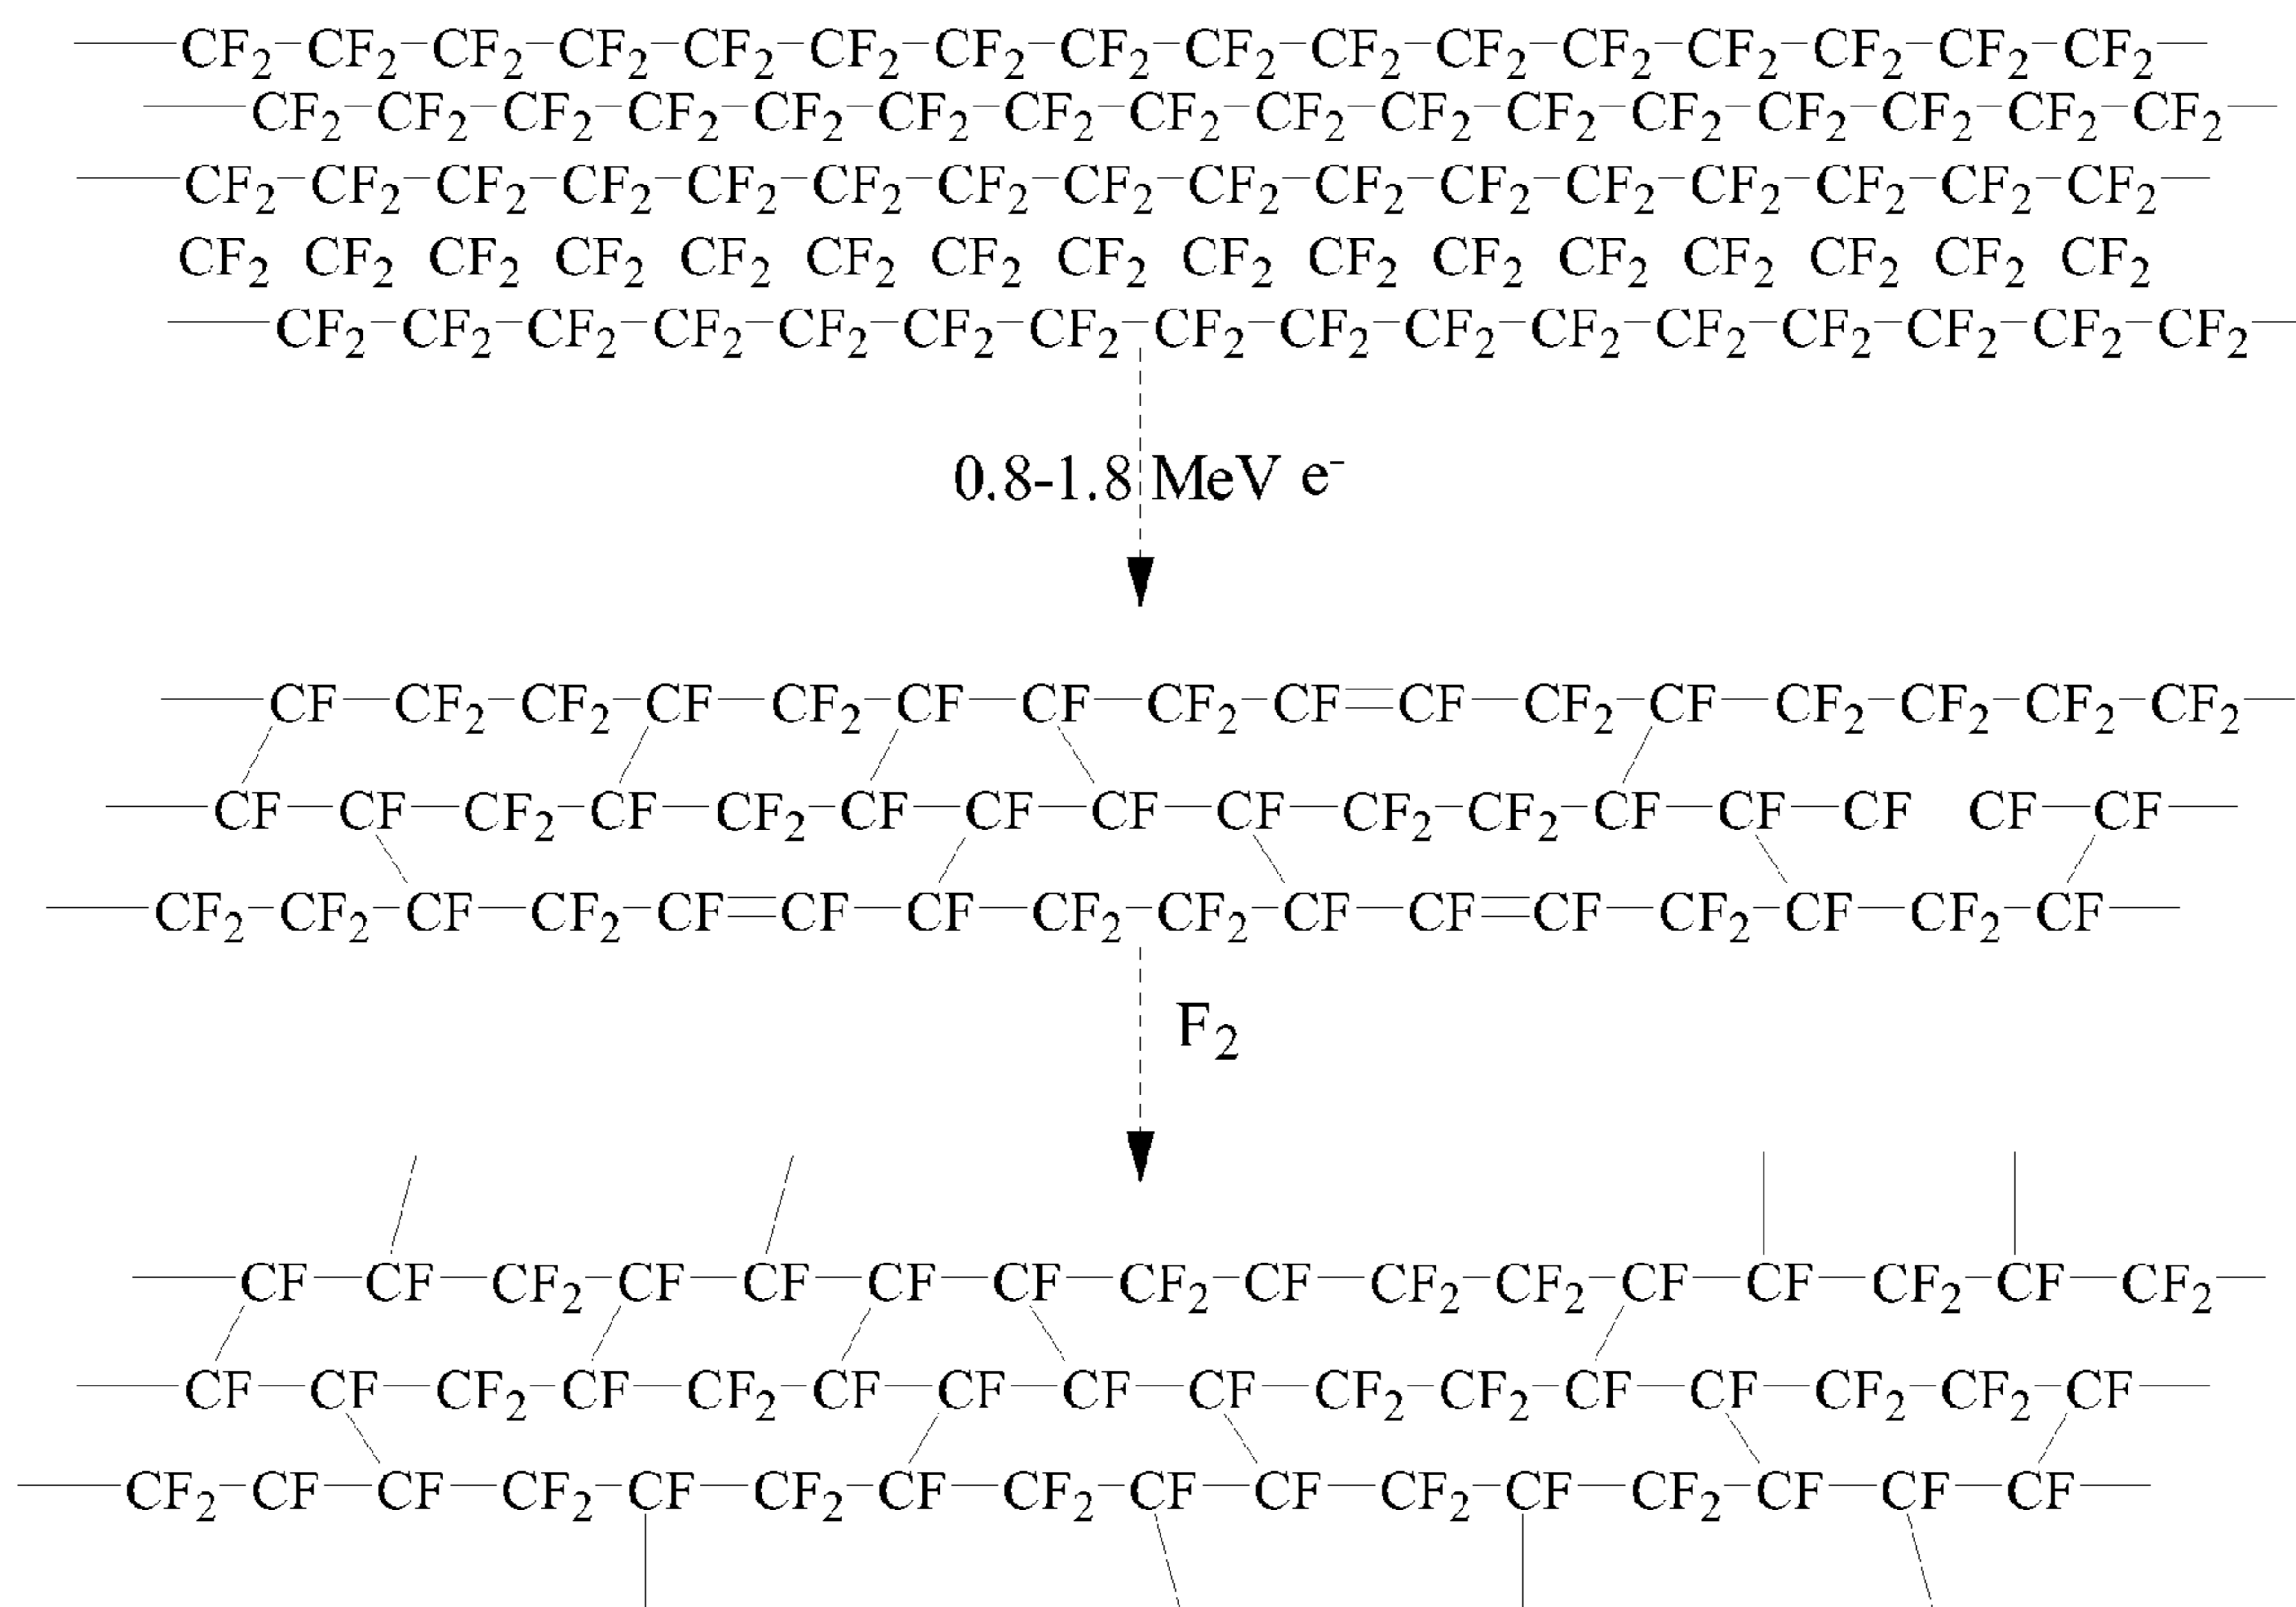 —CF₂–CF₂–CF₂–CF₂–CF₂–CF₂–CF₂–CF₂–CF₂–CF₂–CF₂–CF₂–CF₂–CF₂–CF₂–CF₂—
—CF₂–CF₂–CF₂–CF₂–CF₂–CF₂–CF₂–CF₂–CF₂–CF₂–CF₂–CF₂–CF₂–CF₂–CF₂–CF₂—
—CF₂–CF₂–CF₂–CF₂–CF₂–CF₂–CF₂–CF₂–CF₂–CF₂–CF₂–CF₂–CF₂–CF₂–CF₂–CF₂—
CF₂ CF₂ CF₂ CF₂ CF₂ CF₂ CF₂ CF₂ CF₂ CF₂ CF₂ CF₂ CF₂ CF₂ CF₂ CF₂
—CF₂–CF₂–CF₂–CF₂–CF₂–CF₂–CF₂–CF₂–CF₂–CF₂–CF₂–CF₂–CF₂–CF₂–CF₂–CF₂—
0.8-1.8 MeV e⁻
—CF—CF₂–CF₂–CF—CF₂–CF—CF—CF₂–CF=CF—CF₂–CF—CF₂–CF₂–CF₂–CF₂—
—CF—CF—CF₂–CF—CF₂–CF—CF—CF—CF—CF₂–CF₂–CF—CF—CF CF—CF—
—CF₂–CF₂–CF—CF₂–CF=CF—CF—CF₂–CF₂–CF—CF=CF—CF₂–CF—CF₂–CF—
F₂
—CF—CF—CF₂–CF—CF—CF—CF—CF₂–CF—CF₂–CF₂–CF—CF—CF₂–CF—CF₂—
—CF—CF—CF₂–CF—CF₂–CF—CF—CF—CF—CF₂–CF₂–CF—CF—CF₂–CF₂–CF—
—CF₂–CF—CF—CF₂–CF—CF₂–CF—CF₂–CF—CF—CF₂–CF—CF₂–CF—CF—CF—